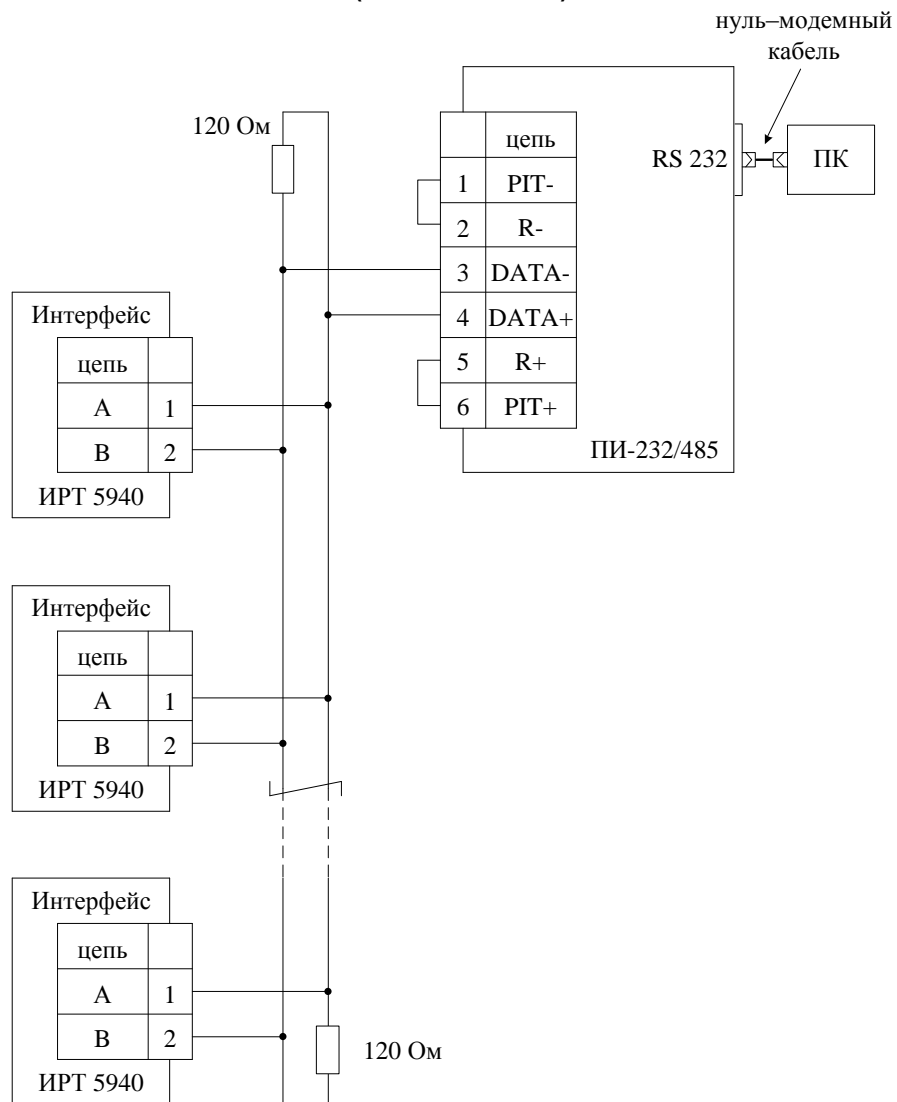 нуль–модемный
кабель
120 Ом
цепь
1 PIT-
2 R-
3 DATA-
4 DATA+
5 R+
6 PIT+
RS 232
ПК
ПИ-232/485
Интерфейс
цепь
А 1
В 2
ИРТ 5940
Интерфейс
цепь
А 1
В 2
ИРТ 5940
Интерфейс
цепь
А 1
В 2
ИРТ 5940
120 Ом